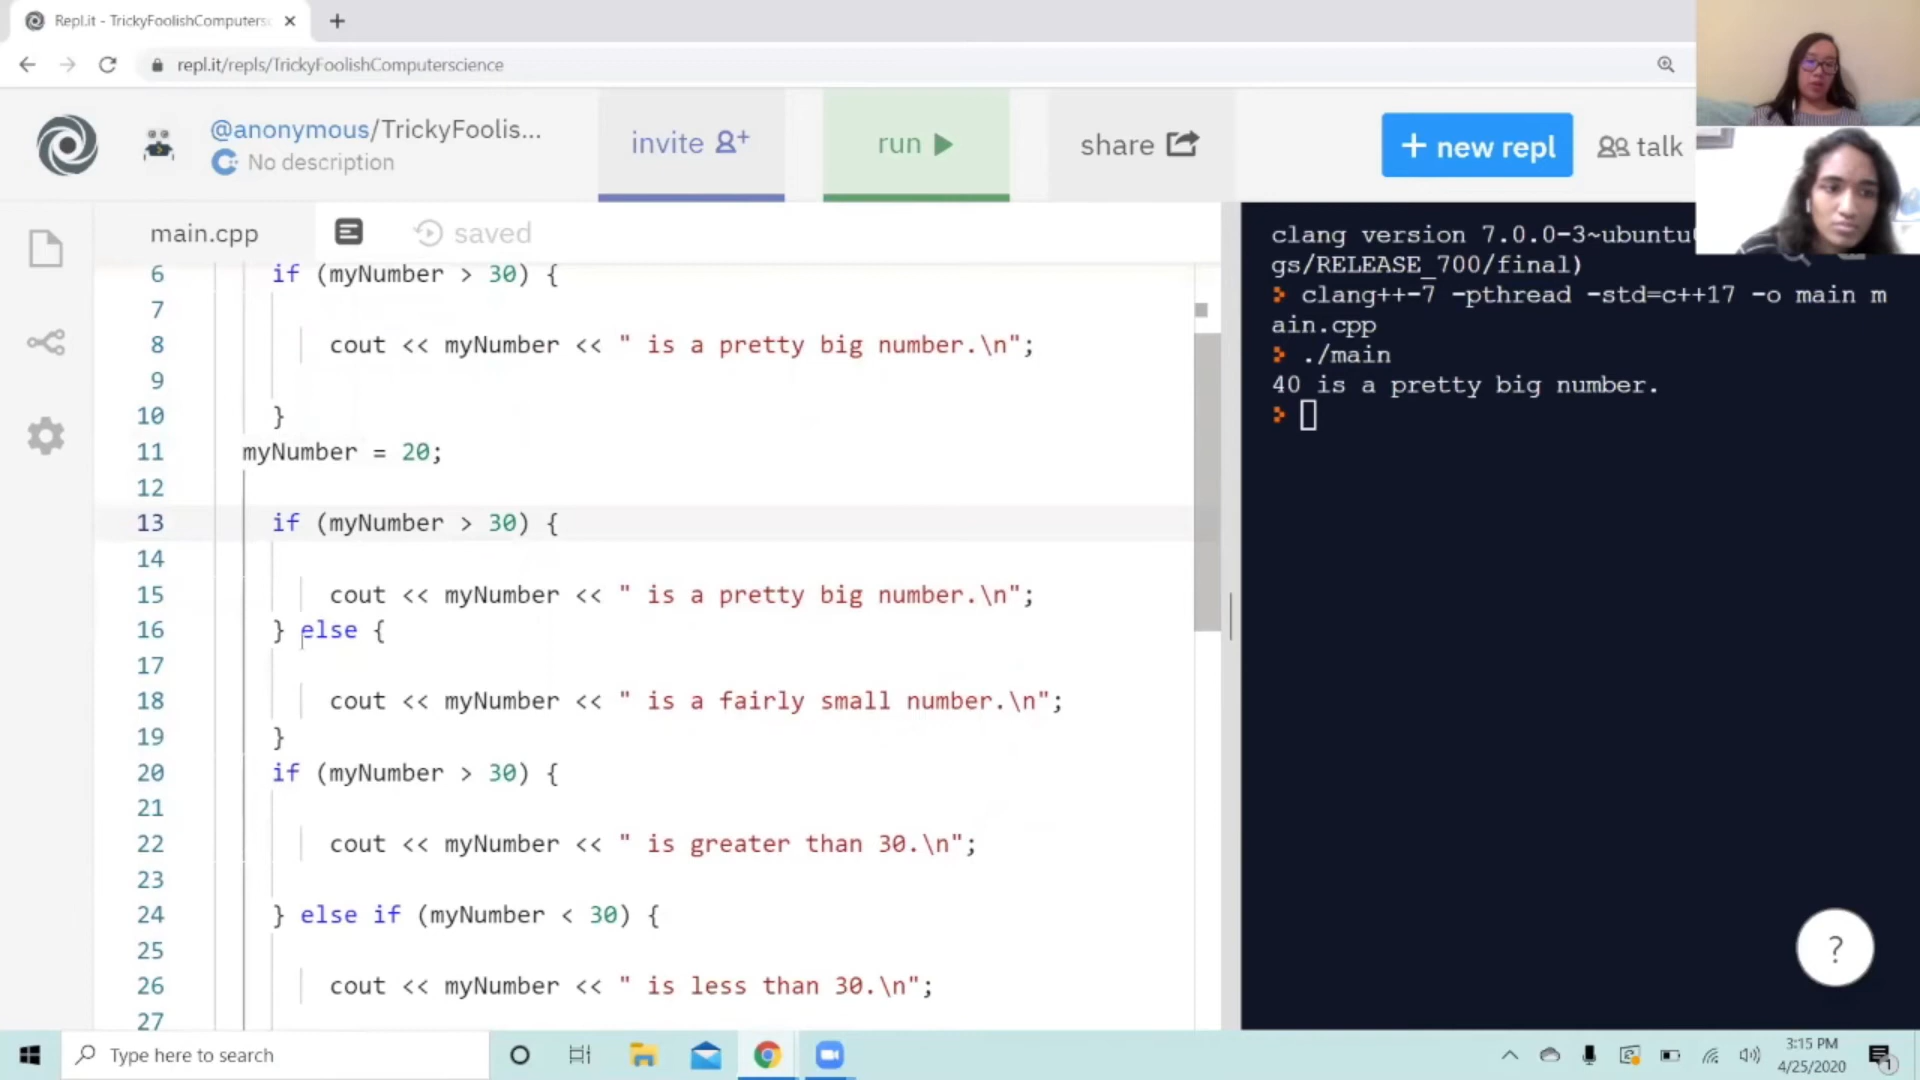 Repl.it - TrickyFoolishComputers
repl.it/repls/TrickyFoolishComputerscience
@anonymous/TrickyFoolis...
No description
invite
run
share
+ new repl
talk
main.cpp
saved
6 if (myNumber > 30) {
7
8 cout << myNumber << " is a pretty big number.\n";
9
10 }
11 myNumber = 20;
12
13 if (myNumber > 30) {
14
15 cout << myNumber << " is a pretty big number.\n";
16 } else {
17
18 cout << myNumber << " is a fairly small number.\n";
19 }
20 if (myNumber > 30) {
21
22 cout << myNumber << " is greater than 30.\n";
23
24 } else if (myNumber < 30) {
25
26 cout << myNumber << " is less than 30.\n";
27
clang version 7.0.0-3~ubuntu
gs/RELEASE_700/final)
> clang++-7 -pthread -std=c++17 -o main m
ain.cpp
> ./main
40 is a pretty big number.
>
?
Type here to search
3:15 PM
4/25/2020
1